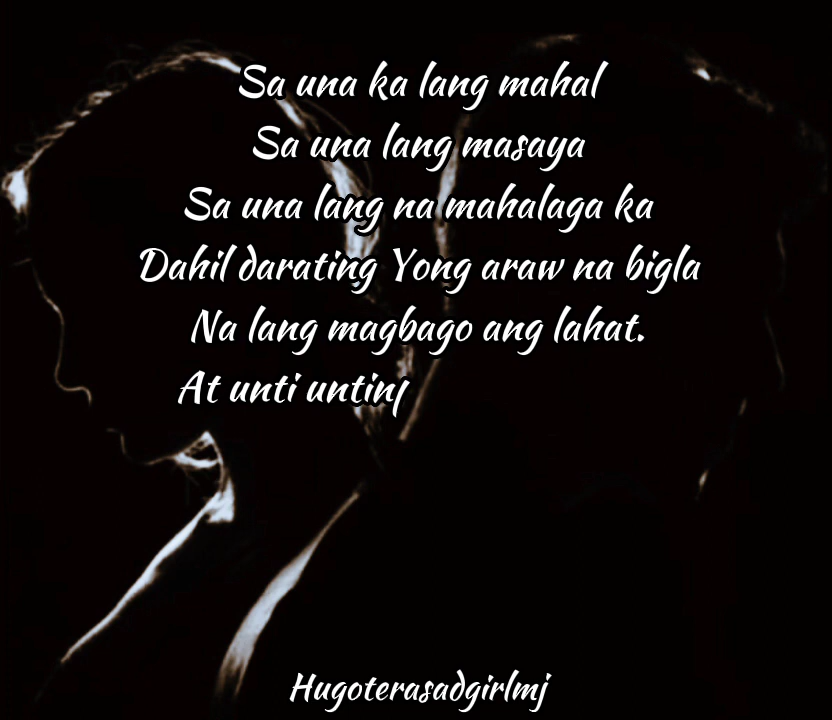 Sa una ka lang mahal
Sa una lang masaya
Sa una lang na mahalaga ka
Dahil darating Yong araw na bigla
Na lang magbago ang lahat.
At unti
Hugoterasadgirlmj